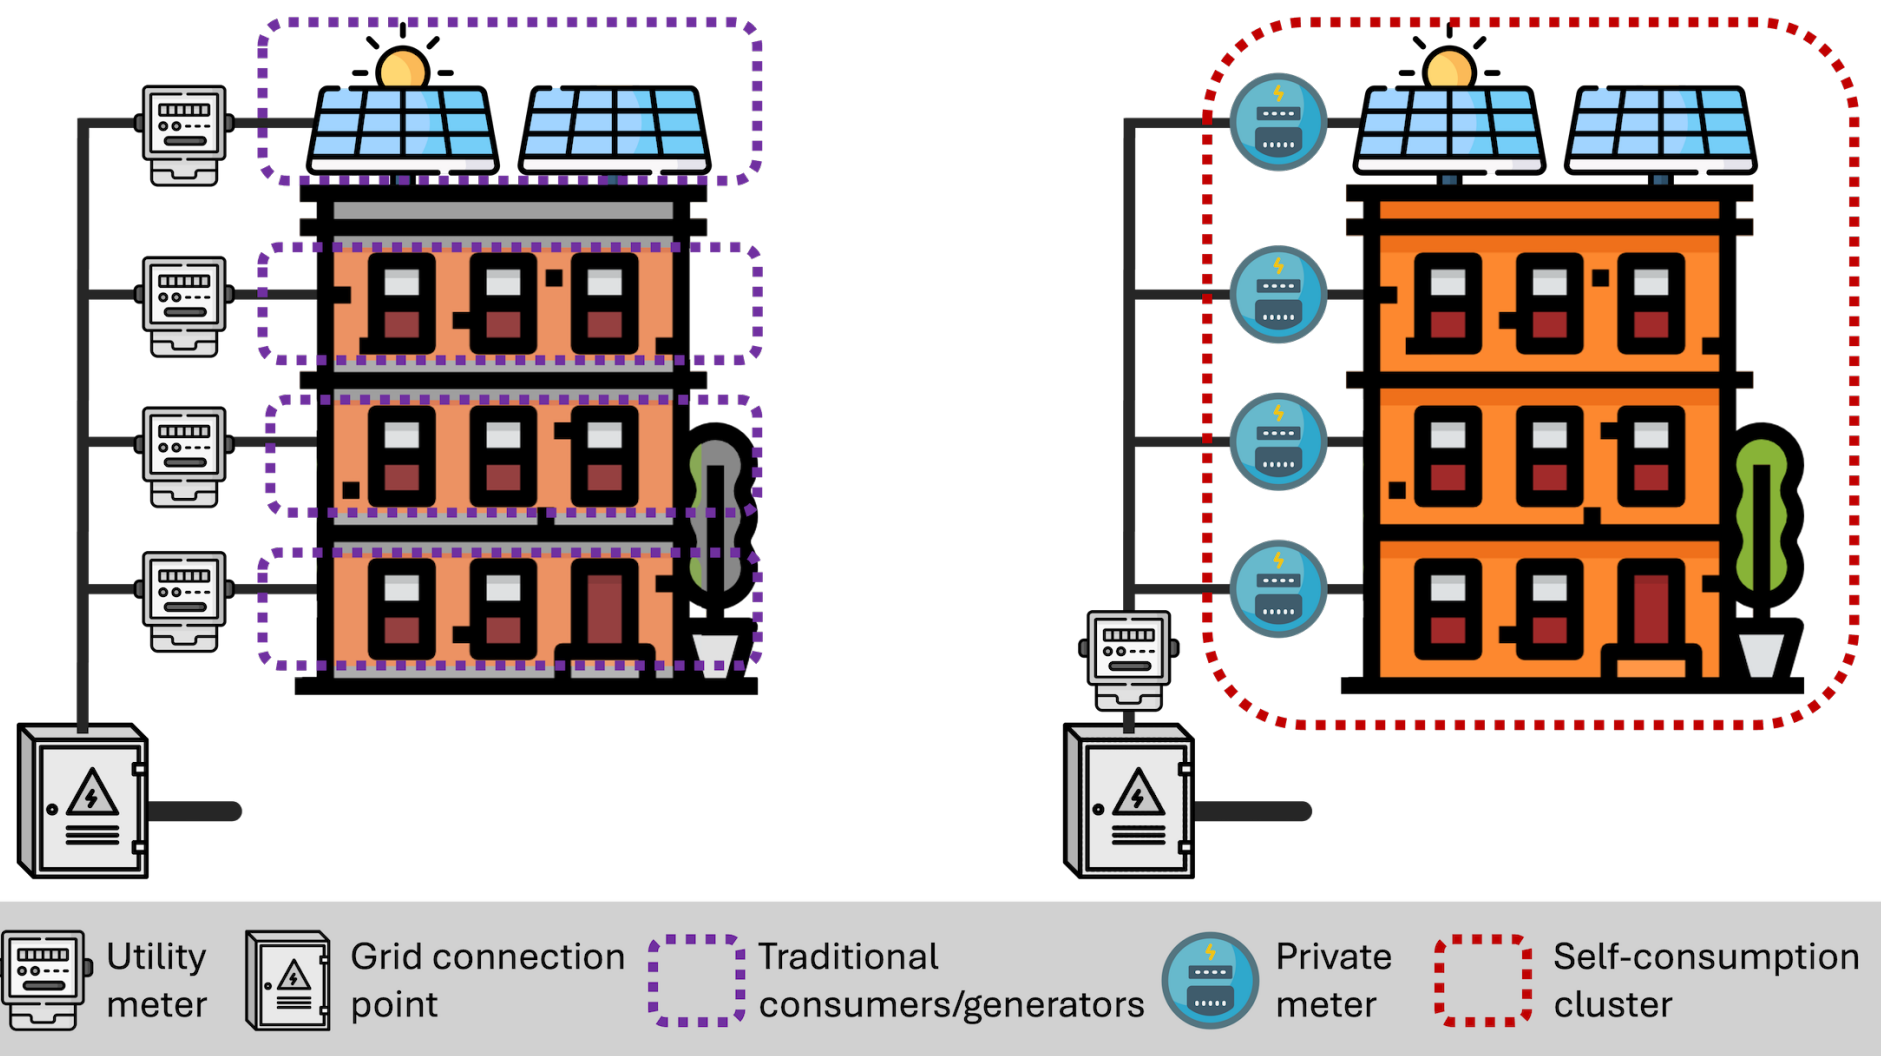 Utility
meter
Grid connection
point
Traditional
consumers/generators
Private
meter
Self-consumption
cluster